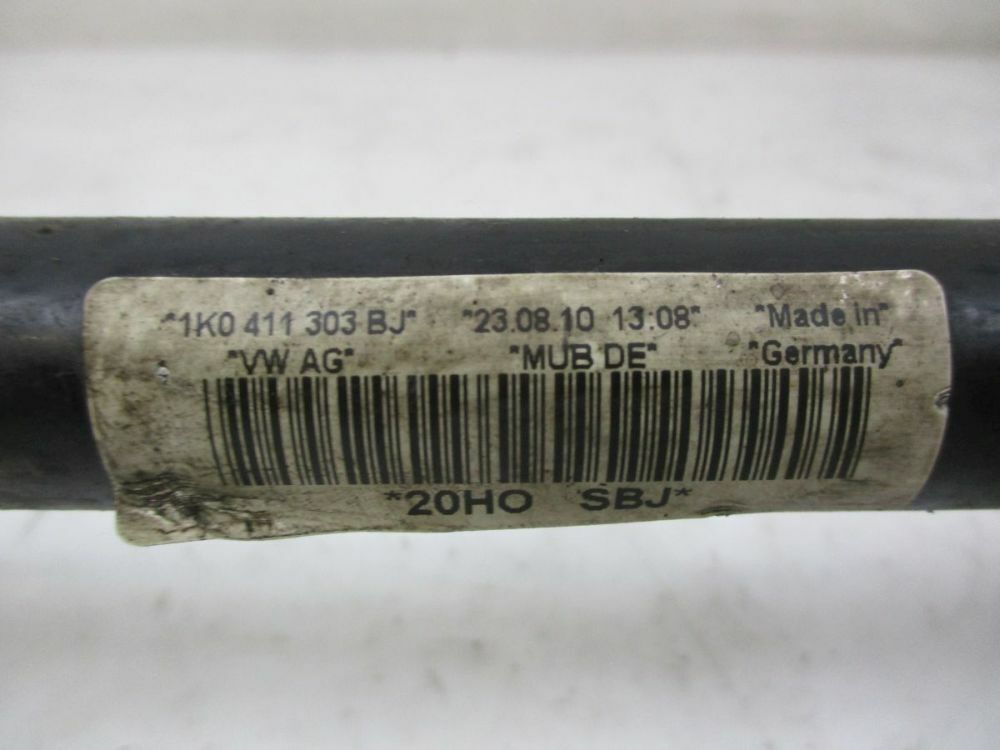 *1K0 411 303 BJ* *23.08.10 13:08* *Made in*
*VW AG* *MUB DE* *Germany*
*20HO SBJ*